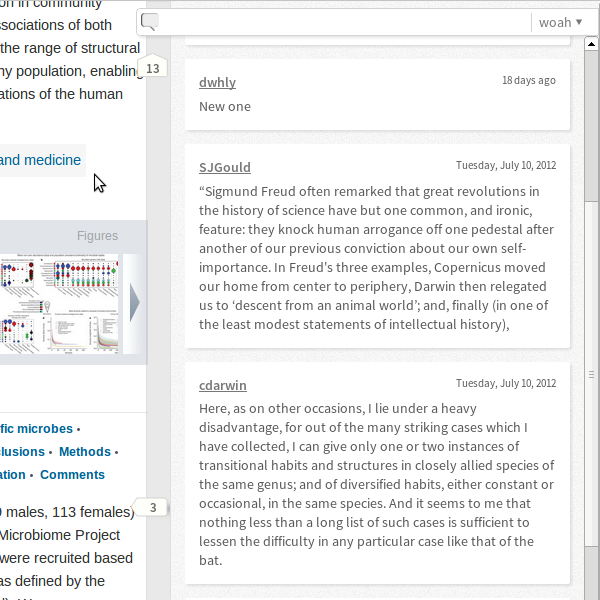 on in community
ssociations of both
the range of structural
ny population, enabling
ations of the human
and medicine
Figures
fic microbes •
clusions • Methods •
ation • Comments
males, 113 females)
Microbiome Project
were recruited based
as defined by the
13
3
woah
dwhly
18 days ago
New one
SJGould
Tuesday, July 10, 2012
“Sigmund Freud often remarked that great revolutions in
the history of science have but one common, and ironic,
feature: they knock human arrogance off one pedestal after
another of our previous conviction about our own self-
importance. In Freud's three examples, Copernicus moved
our home from center to periphery, Darwin then relegated
us to ‘descent from an animal world’; and, finally (in one of
the least modest statements of intellectual history),
cdarwin
Tuesday, July 10, 2012
Here, as on other occasions, I lie under a heavy
disadvantage, for out of the many striking cases which I
have collected, I can give only one or two instances of
transitional habits and structures in closely allied species of
the same genus; and of diversified habits, either constant or
occasional, in the same species. And it seems to me that
nothing less than a long list of such cases is sufficient to
lessen the difficulty in any particular case like that of the
bat.